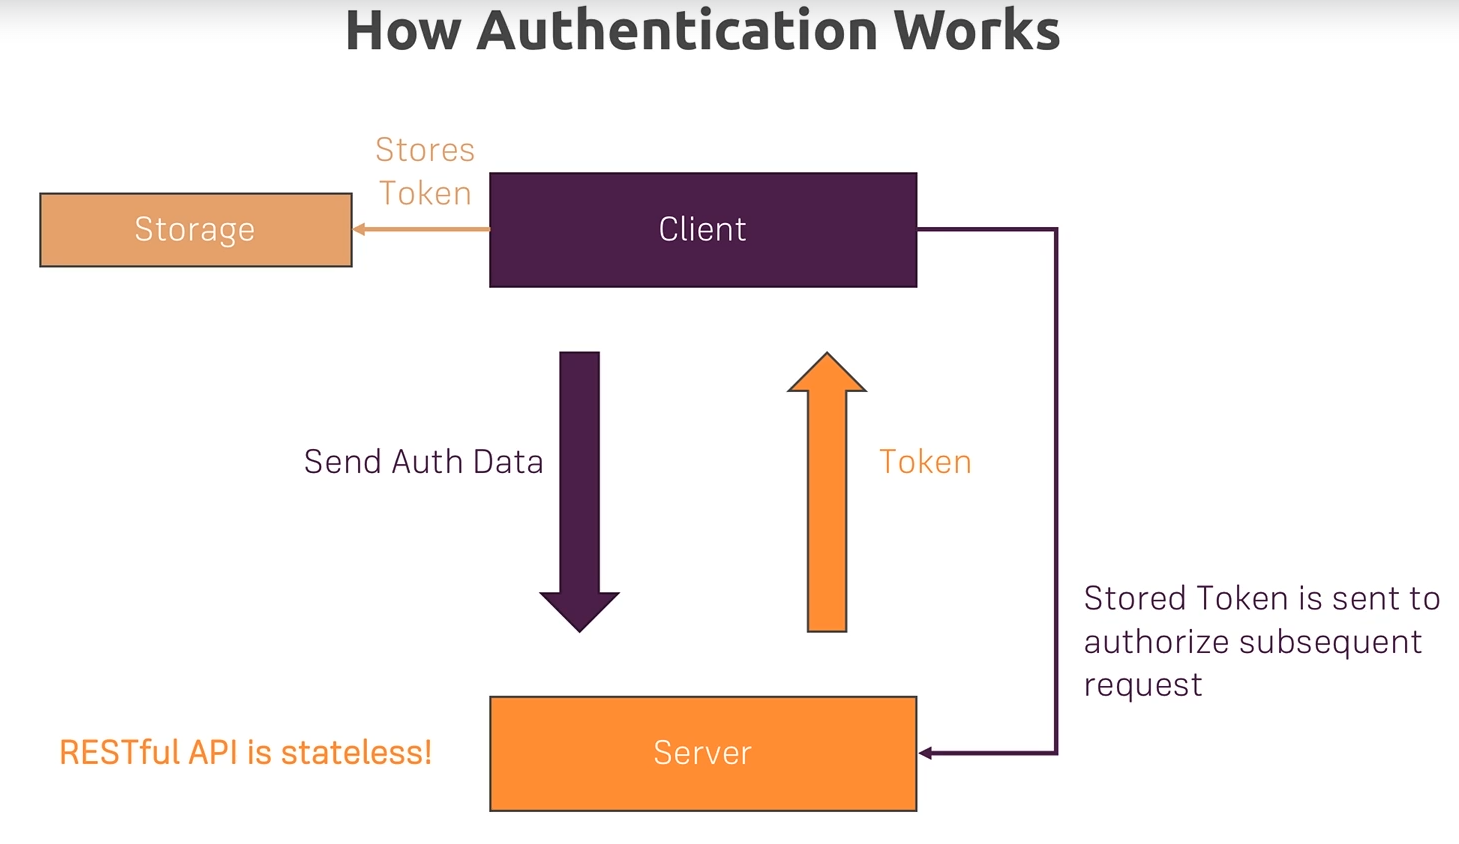 How Authentication Works
Stores
Token
Storage
Client
Send Auth Data
Token
Stored Token is sent to
authorize subsequent
request
RESTful API is stateless!
Server